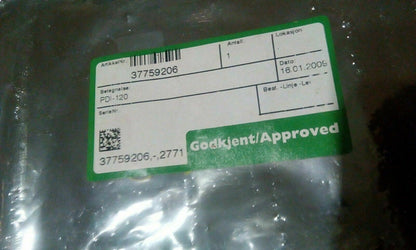 Artikkelnr.
37759206
Antall:
1
Lokasjon
Dato:
16.01.2009
Betegnelse:
PDI-120
Best. -Linje -Lev
Serienr.:
37759206,-,2771
Godkjent/Approved